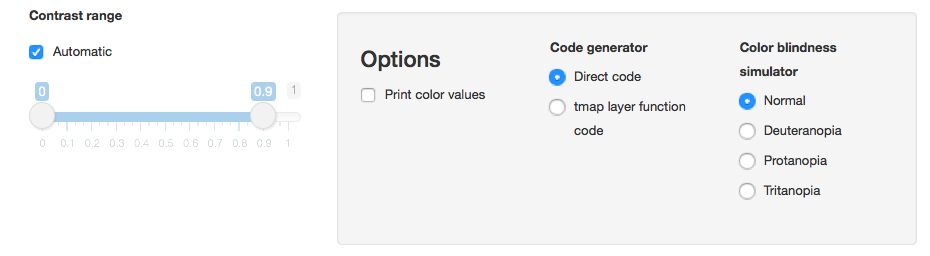 Contrast range
Automatic
0 0.9 1
0 0.1 0.2 0.3 0.4 0.5 0.6 0.7 0.8 0.9 1
Options
Print color values
Code generator
Direct code
tmap layer function
code
Color blindness
simulator
Normal
Deuteranopia
Protanopia
Tritanopia